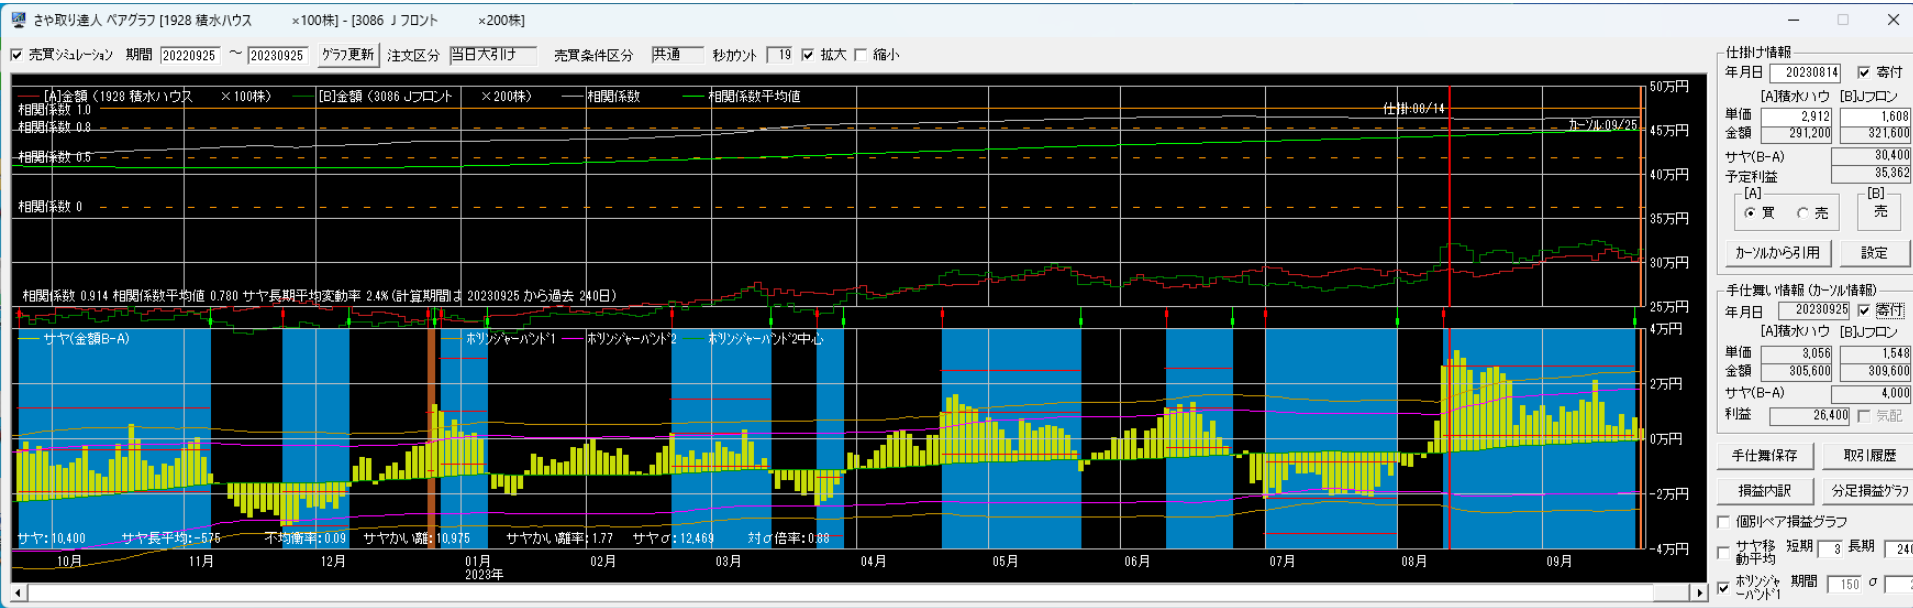 さや取り達人 ペアグラフ [1928 積水ハウス ×100株] - [3086 Ｊフロント ×200株]
売買シミュレーション 期間 20220925 ～ 20230925 グラフ更新 注文区分 当日大引け 売買条件区分 共通 秒カウント 19 拡大 縮小
[A]金額（1928 積水ハウス ×100株） [B]金額（3086 Jフロント ×200株） 相関係数 相関係数平均値
相関係数 1.0
相関係数 0.8
相関係数 0.5
相関係数 0
仕掛:08/14
カーソル:09/25
50万円
45万円
40万円
35万円
30万円
25万円
相関係数 0.914 相関係数平均値 0.780 サヤ長期平均変動率 2.4% (計算期間は 20230925 から過去 240日)
サヤ(金額B-A) ボリンジャーバンド1 ボリンジャーバンド2 ボリンジャーバンド2中心
4万円
2万円
0万円
-2万円
-4万円
サヤ:10,400 サヤ長平均:-575 不均衡率:0.09 サヤかい離:10,975 サヤかい離率:1.77 サヤσ:12,469 対σ倍率:0.88
10月 11月 12月 01月 02月 03月 04月 05月 06月 07月 08月 09月
2023年
仕掛け情報
年月日 20230814 寄付
[A]積水ハウ [B]Jフロン
単価 2,912 1,608
金額 291,200 321,600
サヤ(B-A) 30,400
予定利益 35,362
[A] [B]
買 売 売
カーソルから引用 設定
手仕舞い情報 (カーソル情報)
年月日 20230925 寄付
[A]積水ハウ [B]Jフロン
単価 3,056 1,548
金額 305,600 309,600
サヤ(B-A) 4,000
利益 26,400 気配
手仕舞保存 取引履歴
損益内訳 分足損益グラフ
個別ペア損益グラフ
サヤ移動平均 短期 3 長期 240
ボリンジャーバンド1 期間 150 σ 2